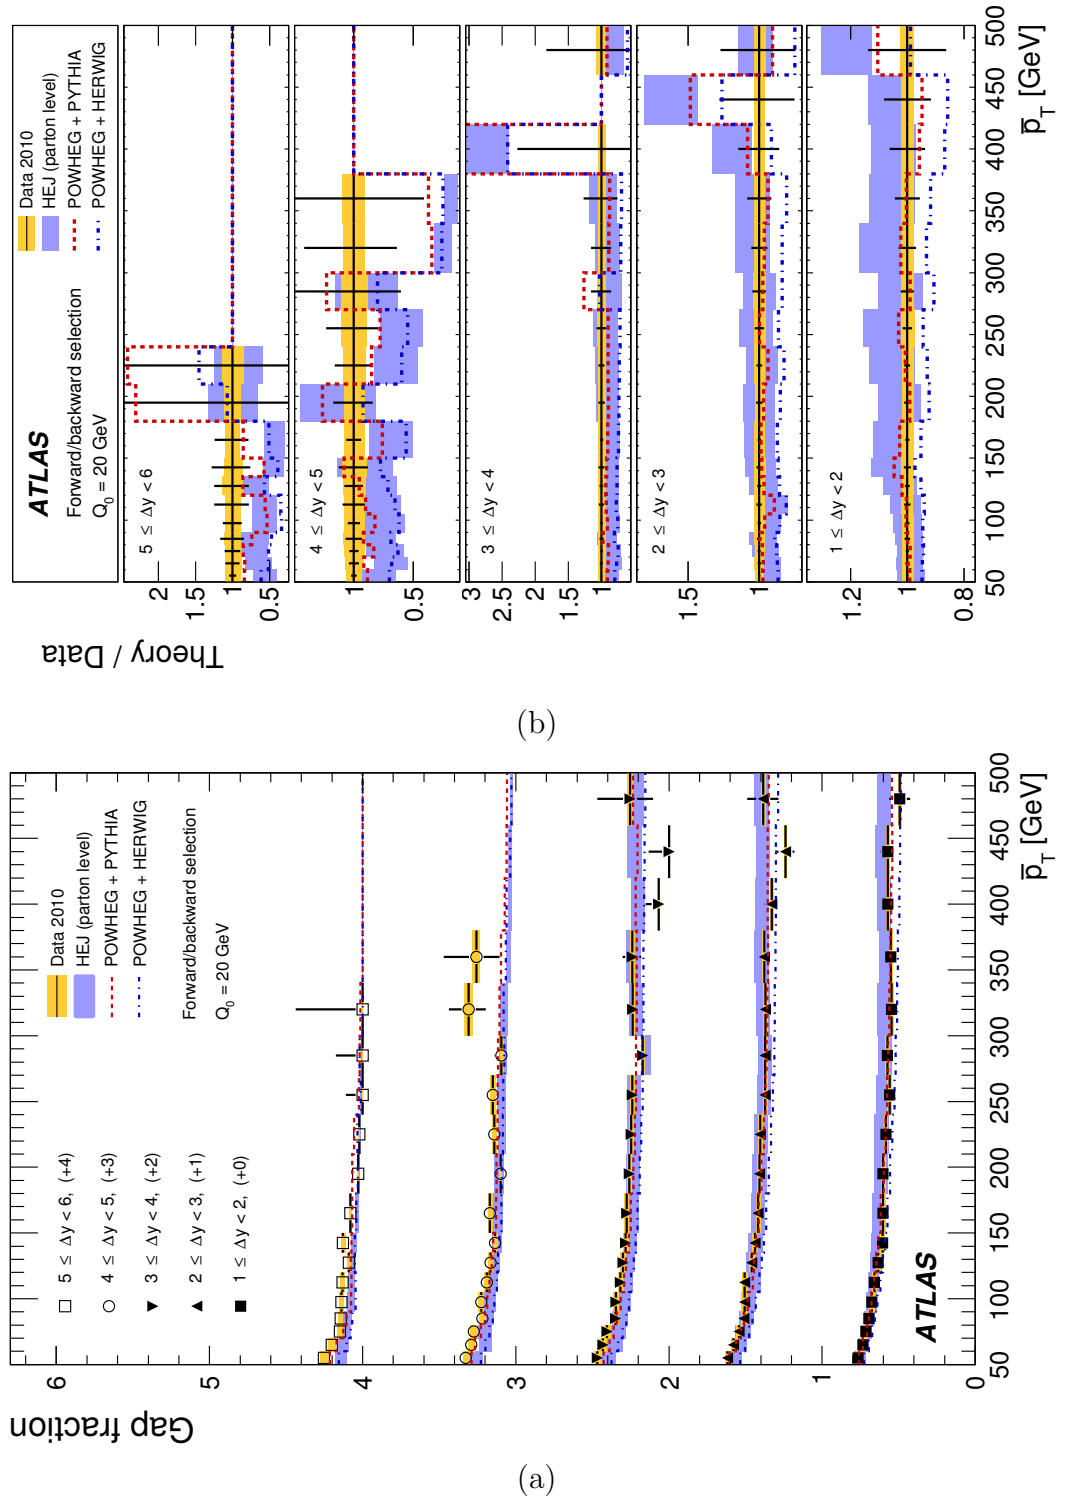 Gap fraction
6
5
4
3
2
1
0
50
100
150
200
250
300
350
400
450
500
p̅T [GeV]
5 ≤ Δy < 6, (+4)
4 ≤ Δy < 5, (+3)
3 ≤ Δy < 4, (+2)
2 ≤ Δy < 3, (+1)
1 ≤ Δy < 2, (+0)
Data 2010
HEJ (parton level)
POWHEG + PYTHIA
POWHEG + HERWIG
Forward/backward selection
Q0 = 20 GeV
ATLAS
(a)
Theory / Data
ATLAS
Forward/backward selection
Q0 = 20 GeV
Data 2010
HEJ (parton level)
POWHEG + PYTHIA
POWHEG + HERWIG
5 ≤ Δy < 6
2
1.5
1
0.5
4 ≤ Δy < 5
1
0.5
3 ≤ Δy < 4
3
2.5
2
1.5
1
2 ≤ Δy < 3
1.5
1
1 ≤ Δy < 2
1.2
1
0.8
50
100
150
200
250
300
350
400
450
500
p̅T [GeV]
(b)